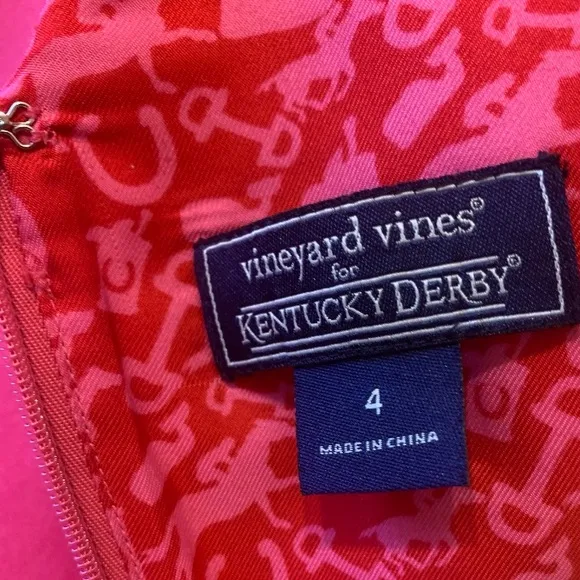 vineyard vines®
for
KENTUCKY DERBY®
4
MADE IN CHINA